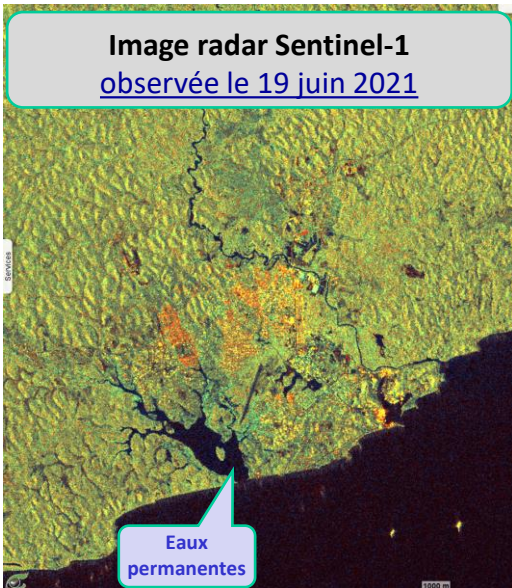 Image radar Sentinel-1
observée le 19 juin 2021
Services
Eaux
permanentes
1000 m